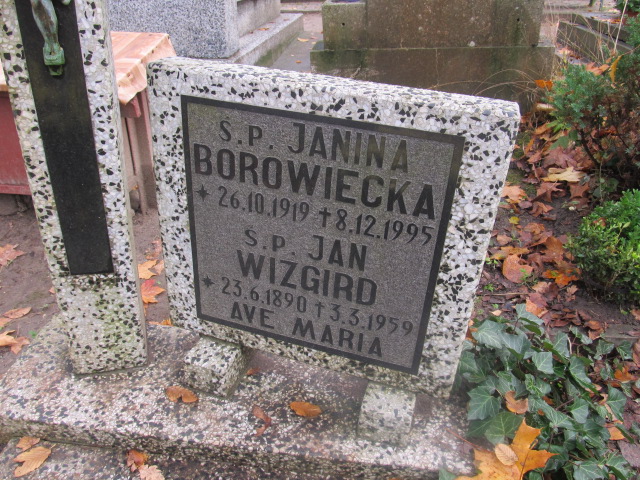 Ś.P. JANINA
BOROWIECKA
* 26.10.1919 † 8.12.1995
Ś.P. JAN
WIZGIRD
* 23.6.1890 † 3.3.1959
AVE MARIA